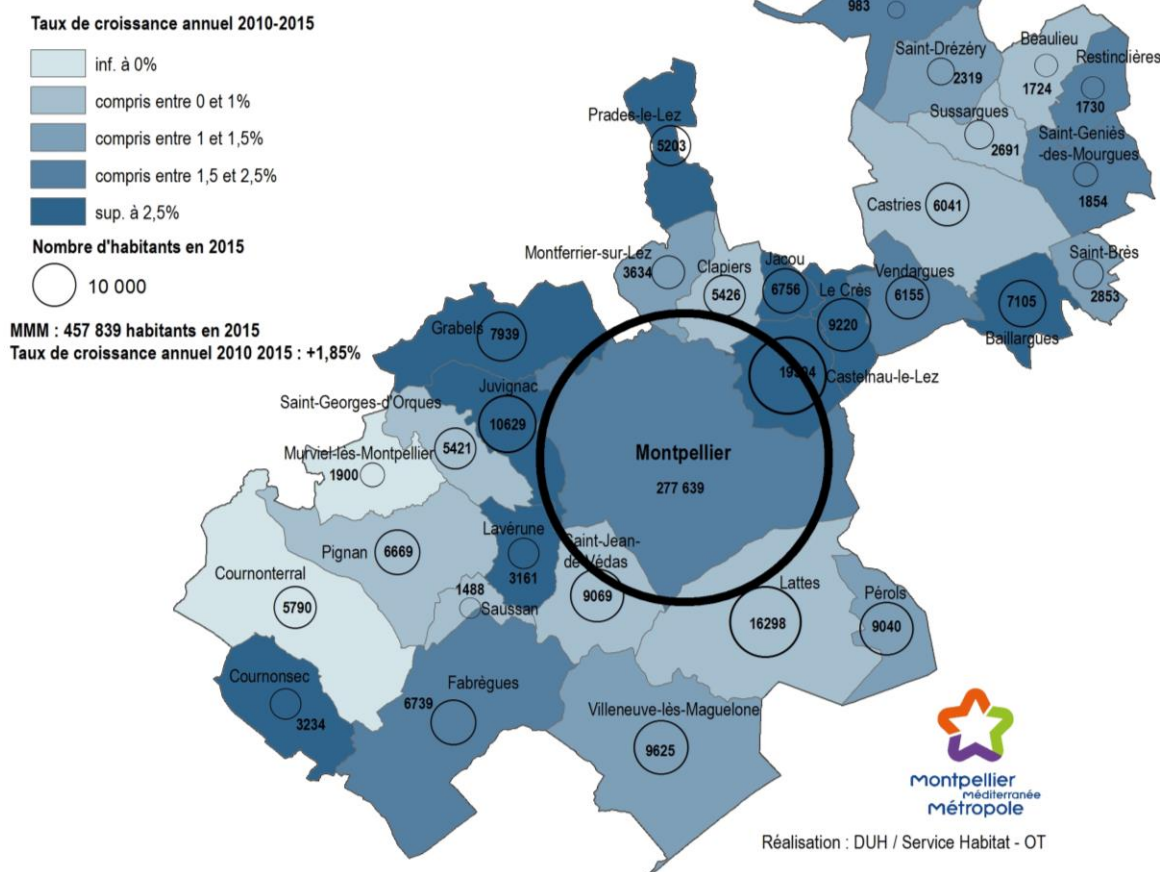 Taux de croissance annuel 2010-2015
inf. à 0%
compris entre 0 et 1%
compris entre 1 et 1,5%
compris entre 1,5 et 2,5%
sup. à 2,5%
Nombre d'habitants en 2015
10 000
MMM : 457 839 habitants en 2015
Taux de croissance annuel 2010 2015 : +1,85%
983
Saint-Drézéry
2319
Beaulieu
1724
Restinclières
1730
Sussargues
2691
Saint-Geniès
-des-Mourgues
1854
Prades-le-Lez
5203
Castries
6041
Montferrier-sur-Lez
3634
Clapiers
5426
Jacou
6756
Le Crès
9220
Vendargues
6155
Saint-Brès
2853
Baillargues
7105
Grabels
7939
Castelnau-le-Lez
Juvignac
10629
Saint-Georges-d'Orques
5421
Murviel-lès-Montpellier
1900
Montpellier
277 639
Lavérune
3161
Saint-Jean-
de-Védas
9069
Pignan
6669
Cournonterral
5790
1488
Saussan
Lattes
16298
Pérols
9040
Cournonsec
3234
Fabrègues
6739
Villeneuve-lès-Maguelone
9625
montpellier
méditerranée
métropole
Réalisation : DUH / Service Habitat - OT